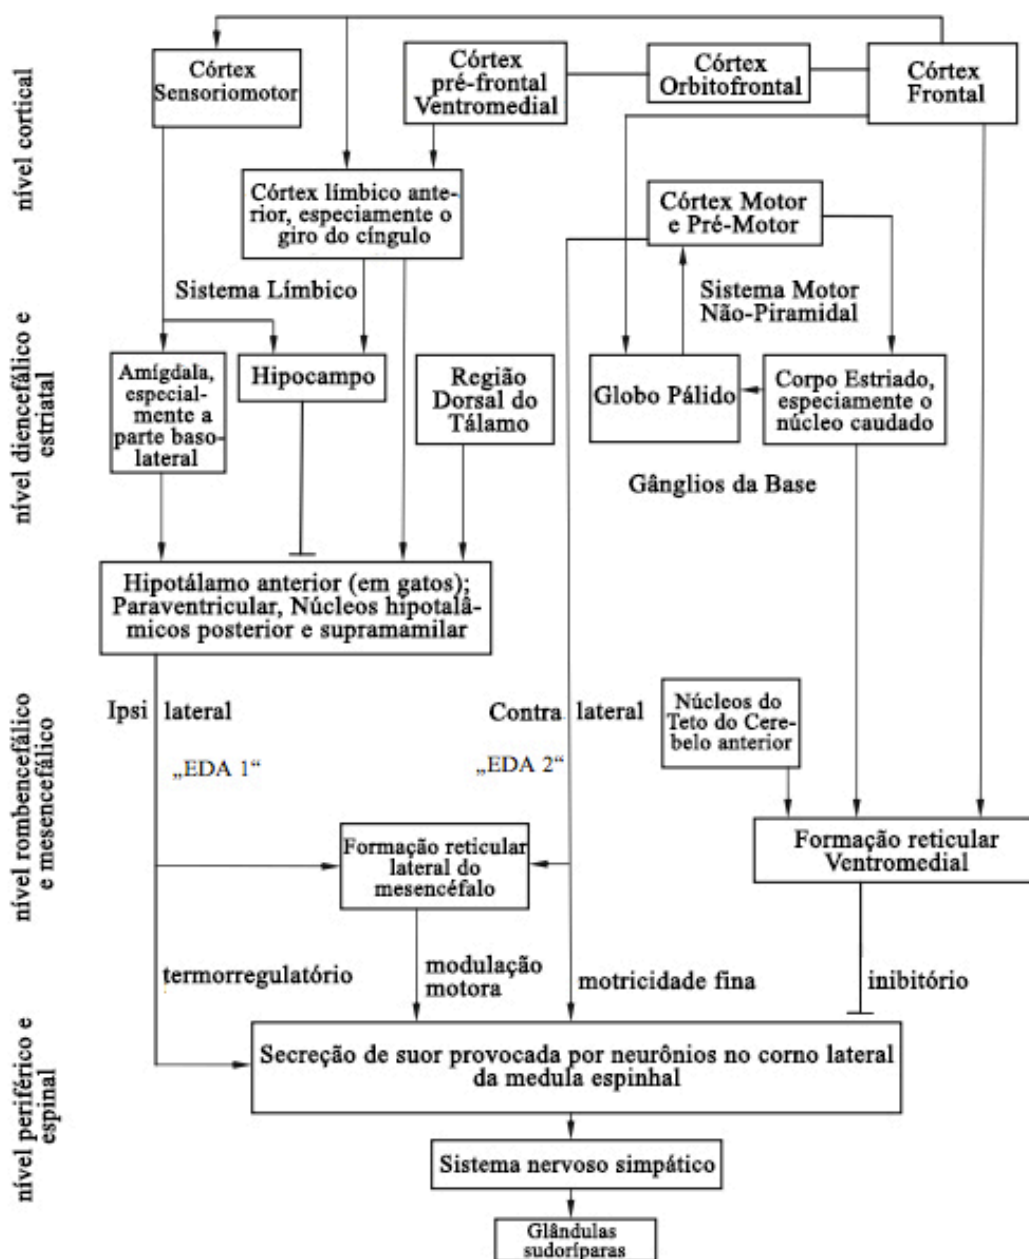 nível cortical
Córtex
Sensoriomotor
Córtex
pré-frontal
Ventromedial
Córtex
Orbitofrontal
Córtex
Frontal
Córtex límbico ante-
rior, especiamente o
giro do cíngulo
Córtex Motor
e Pré-Motor
Sistema Límbico
Sistema Motor
Não-Piramidal
nível diencefálico e
estriatal
Amígdala,
especial-
mente a
parte baso-
lateral
Hipocampo
Região
Dorsal do
Tálamo
Globo Pálido
Corpo Estriado,
especiamente o
núcleo caudado
Gânglios da Base
Hipotálamo anterior (em gatos);
Paraventricular, Núcleos hipotalâ-
micos posterior e supramamilar
nível rombencefálico
e mesencefálico
Ipsi lateral
„EDA 1“
Contra lateral
„EDA 2“
Núcleos do
Teto do Cere-
belo anterior
Formação reticular
lateral do
mesencéfalo
Formação reticular
Ventromedial
termorregulatório
modulação
motora
motricidade fina
inibitório
nível periférico e
espinal
Secreção de suor provocada por neurônios no corno lateral
da medula espinhal
Sistema nervoso simpático
Glândulas
sudoríparas